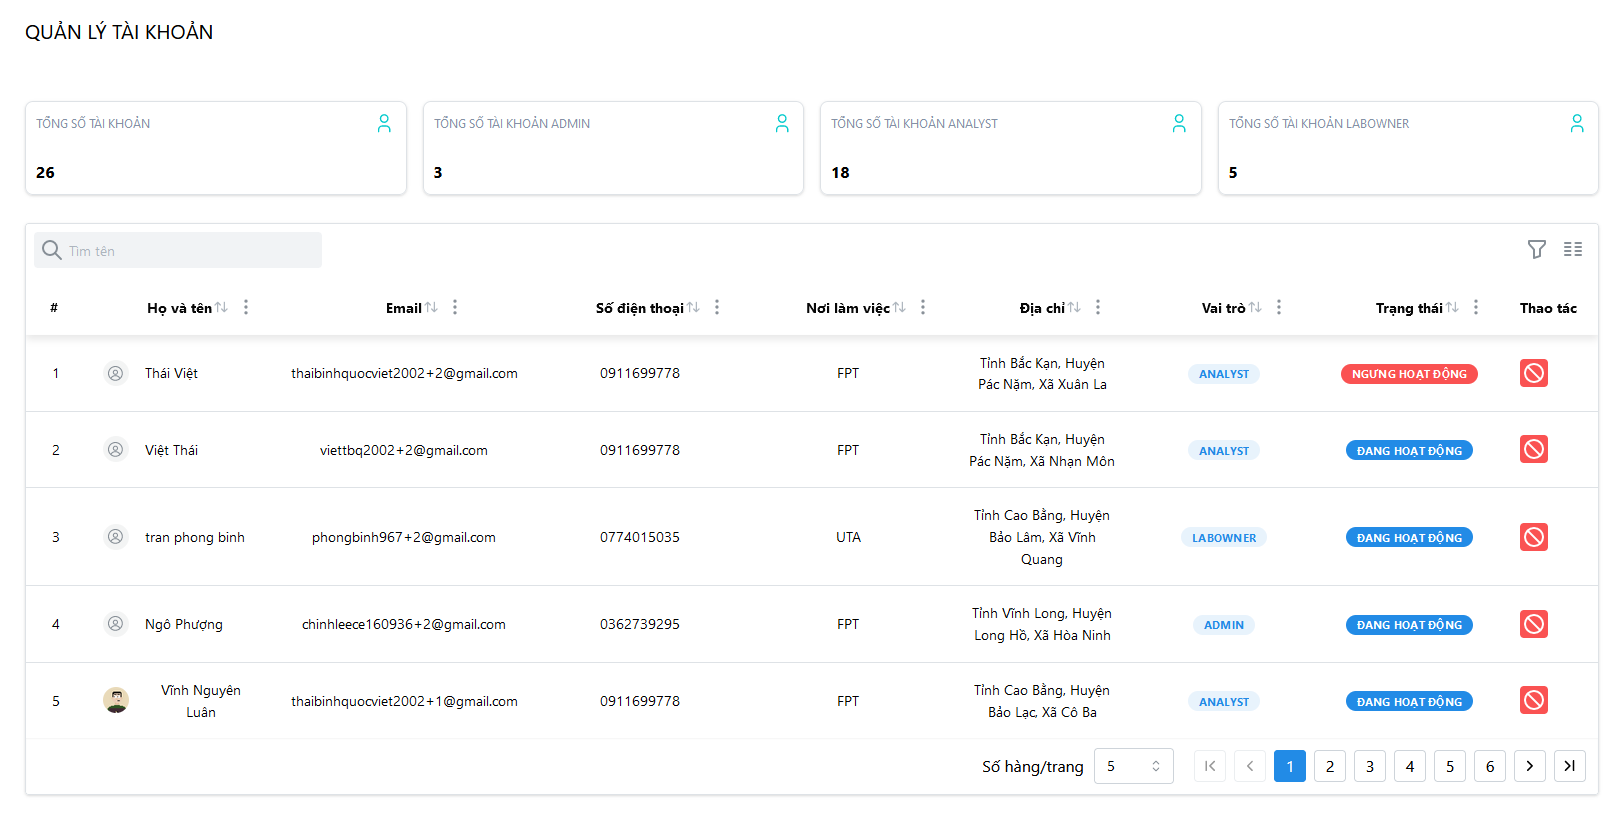 QUẢN LÝ TÀI KHOẢN
TỔNG SỐ TÀI KHOẢN
26
TỔNG SỐ TÀI KHOẢN ADMIN
3
TỔNG SỐ TÀI KHOẢN ANALYST
18
TỔNG SỐ TÀI KHOẢN LABOWNER
5
Tìm tên
# Họ và tên Email Số điện thoại Nơi làm việc Địa chỉ Vai trò Trạng thái Thao tác
1 Thái Việt thaibinhquocviet2002+2@gmail.com 0911699778 FPT Tỉnh Bắc Kạn, Huyện
Pác Nặm, Xã Xuân La ANALYST NGƯNG HOẠT ĐỘNG
2 Việt Thái viettbq2002+2@gmail.com 0911699778 FPT Tỉnh Bắc Kạn, Huyện
Pác Nặm, Xã Nhạn Môn ANALYST ĐANG HOẠT ĐỘNG
3 tran phong binh phongbinh967+2@gmail.com 0774015035 UTA Tỉnh Cao Bằng, Huyện
Bảo Lâm, Xã Vĩnh
Quang LABOWNER ĐANG HOẠT ĐỘNG
4 Ngô Phượng chinhleece160936+2@gmail.com 0362739295 FPT Tỉnh Vĩnh Long, Huyện
Long Hồ, Xã Hòa Ninh ADMIN ĐANG HOẠT ĐỘNG
5 Vĩnh Nguyên
Luân thaibinhquocviet2002+1@gmail.com 0911699778 FPT Tỉnh Cao Bằng, Huyện
Bảo Lạc, Xã Cô Ba ANALYST ĐANG HOẠT ĐỘNG
Số hàng/trang 5 1 2 3 4 5 6